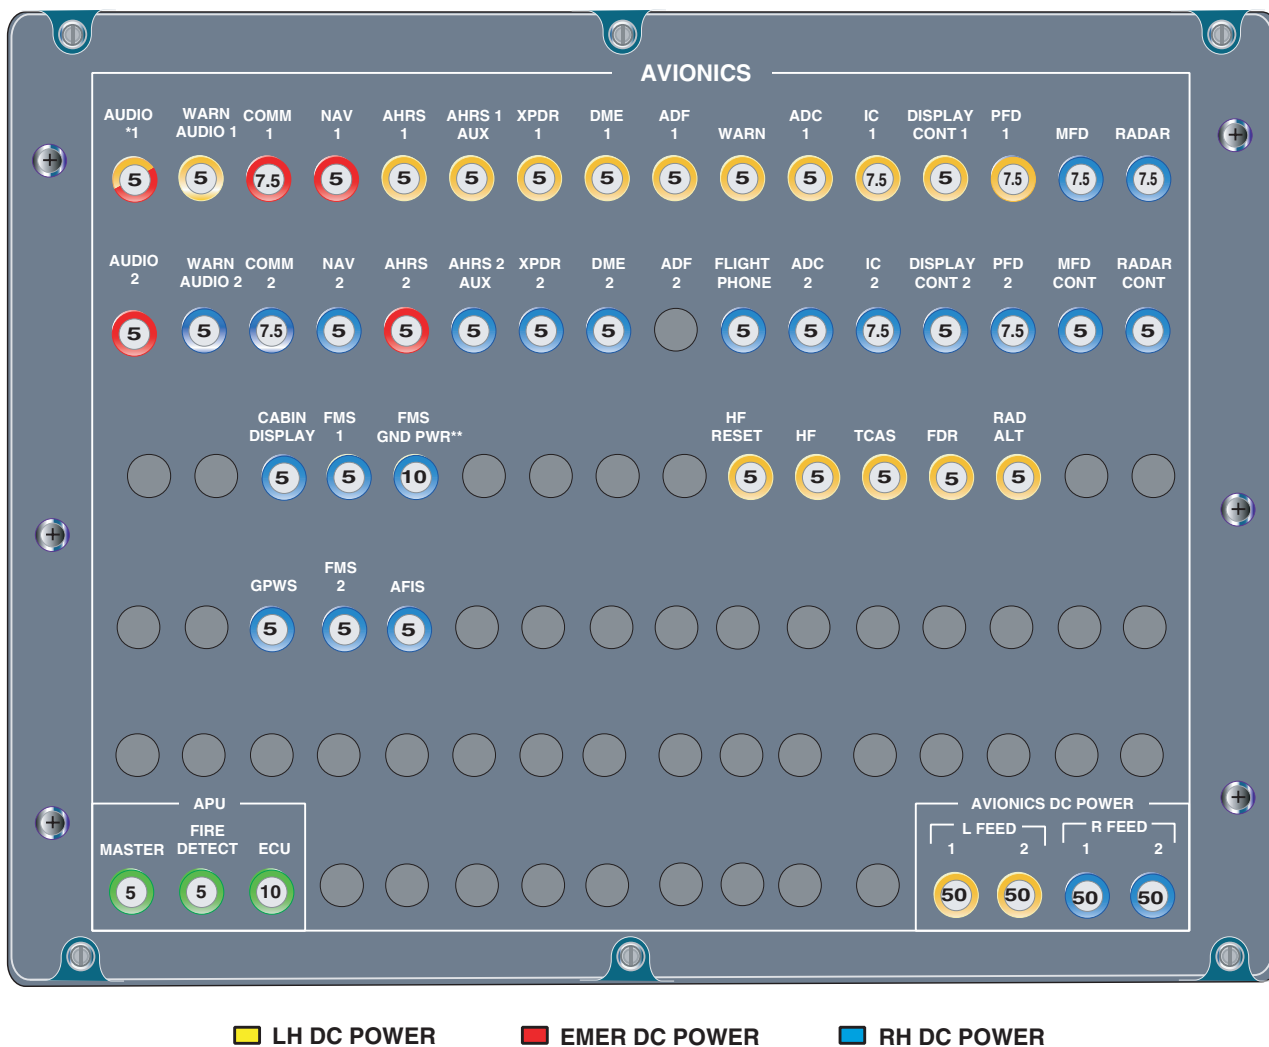 AVIONICS
AUDIO *1 WARN AUDIO 1 COMM 1 NAV 1 AHRS 1 AHRS 1 AUX XPDR 1 DME 1 ADF 1 WARN ADC 1 IC 1 DISPLAY CONT 1 PFD 1 MFD RADAR
5 5 7.5 5 5 5 5 5 5 5 5 7.5 5 7.5 7.5 7.5
AUDIO 2 WARN AUDIO 2 COMM 2 NAV 2 AHRS 2 AHRS 2 AUX XPDR 2 DME 2 ADF 2 FLIGHT PHONE ADC 2 IC 2 DISPLAY CONT 2 PFD 2 MFD CONT RADAR CONT
5 5 7.5 5 5 5 5 5 5 5 7.5 5 7.5 5 5
CABIN DISPLAY FMS 1 FMS GND PWR** HF RESET HF TCAS FDR RAD ALT
5 5 10 5 5 5 5 5
GPWS FMS 2 AFIS
5 5 5
APU
MASTER FIRE DETECT ECU
5 5 10
AVIONICS DC POWER
L FEED R FEED
1 2 1 2
50 50 50 50
LH DC POWER EMER DC POWER RH DC POWER